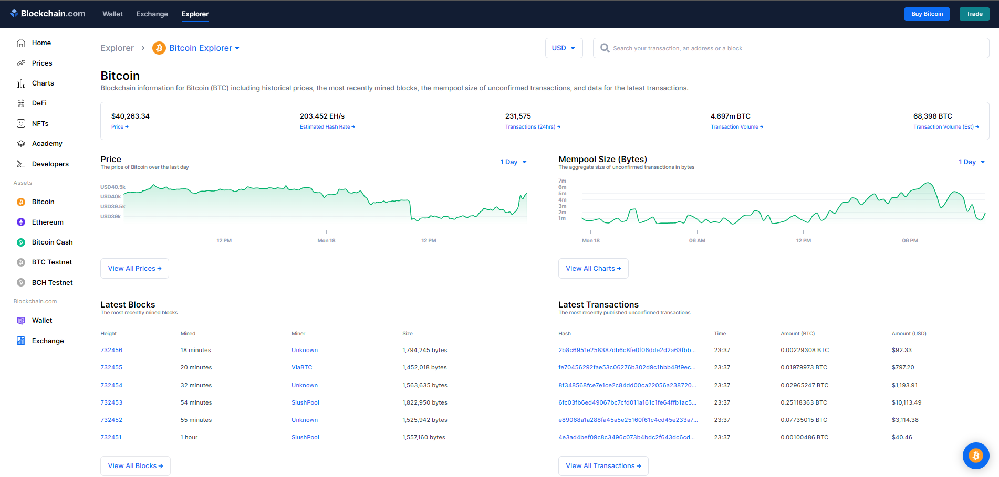 Blockchain.com Wallet Exchange Explorer Buy Bitcoin Trade
Home
Prices
Charts
DeFi
NFTs
Academy
Developers
Assets
Bitcoin
Ethereum
Bitcoin Cash
BTC Testnet
BCH Testnet
Blockchain.com
Wallet
Exchange
Explorer > Bitcoin Explorer USD Search your transaction, an address or a block
Bitcoin
Blockchain information for Bitcoin (BTC) including historical prices, the most recently mined blocks, the mempool size of unconfirmed transactions, and data for the latest transactions.
$40,263.34 203.452 EH/s 231,575 4.697m BTC 68,398 BTC
Price → Estimated Hash Rate → Transactions (24hrs) → Transaction Volume → Transaction Volume (Est) →
Price 1 Day
The price of Bitcoin over the last day
USD40.5k
USD40k
USD39.5k
USD39k
12 PM Mon 18 12 PM
View All Prices →
Mempool Size (Bytes) 1 Day
The aggregate size of unconfirmed transactions in bytes
7m
6m
5m
4m
3m
2m
1m
Mon 18 06 AM 12 PM 06 PM
View All Charts →
Latest Blocks
The most recently mined blocks
Height Mined Miner Size
732456 18 minutes Unknown 1,794,245 bytes
732455 20 minutes ViaBTC 1,452,018 bytes
732454 32 minutes Unknown 1,563,635 bytes
732453 54 minutes SlushPool 1,822,950 bytes
732452 55 minutes Unknown 1,525,942 bytes
732451 1 hour SlushPool 1,557,160 bytes
View All Blocks →
Latest Transactions
The most recently published unconfirmed transactions
Hash Time Amount (BTC) Amount (USD)
2b8c6951e258387db6c8fe0f06dde2d2a63fbb... 23:37 0.00229308 BTC $92.33
fe70456292fae53c06276b302d9c1bbb48f9ec... 23:37 0.01979973 BTC $797.20
8f348568fce7e1ce2c84dd00ca22056a238720... 23:37 0.02965247 BTC $1,193.91
6fc03fb6ed49067bc7cfd011a161c1fe64ffb1ac5... 23:37 0.25118363 BTC $10,113.49
e89068a1a288fa45a5e25160f61c4cd45e233a7... 23:37 0.07735015 BTC $3,114.38
4e3ad4bef09c8c3496c073b4bdc2f643dc6cd... 23:37 0.00100486 BTC $40.46
View All Transactions →